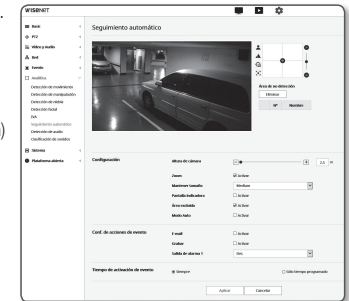 WISENET
Basic
PTZ
Vídeo y Audio
Red
Evento
Analítica
Detección de movimiento
Detección de manipulación
Detección de niebla
Detección facial
IVA
Seguimiento automático
Detección de audio
Clasificación de sonidos
Sistema
Plataforma abierta
Seguimiento automático
Área de no detección
Eliminar
Nº Nombre
Configuración
Altura de cámara 2,5 m
Zoom Activar
Mantener tamaño Medium
Pantalla indicadora Activar
Área excluida Activar
Modo Auto Activar
Conf. de acciones de evento
E-mail Activar
Grabar Activar
Salida de alarma 1
Tiempo de activación de evento Siempre Sólo tiempo programado
Aplicar Cancelar